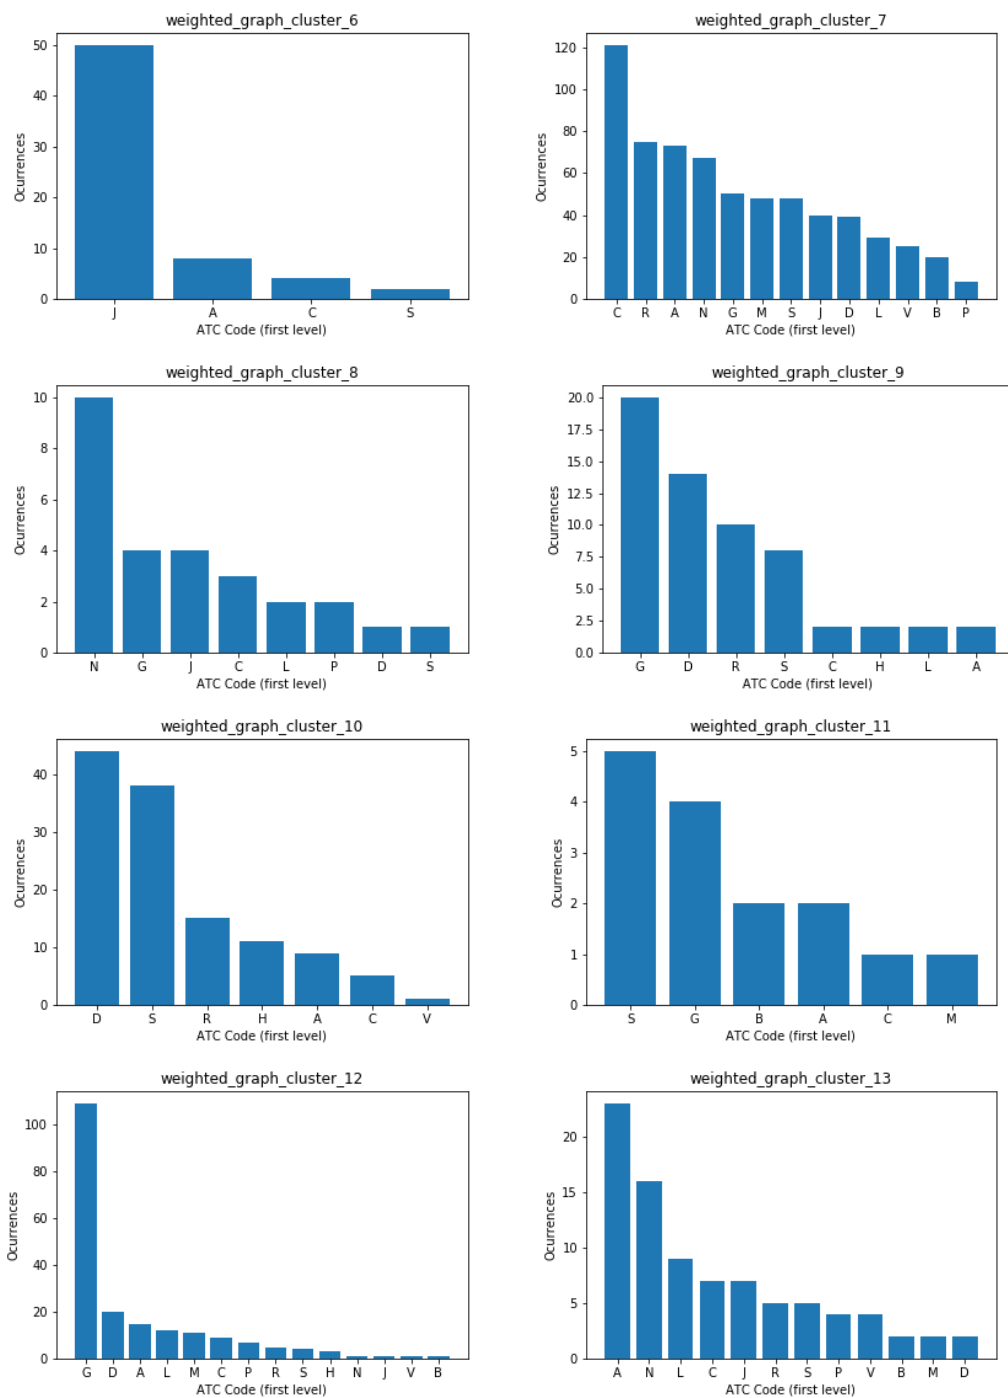 weighted_graph_cluster_6
50
40
30
20
10
0
Ocurrences
J A C S
ATC Code (first level)
weighted_graph_cluster_7
120
100
80
60
40
20
0
Ocurrences
C R A N G M S J D L V B P
ATC Code (first level)
weighted_graph_cluster_8
10
8
6
4
2
0
Ocurrences
N G J C L P D S
ATC Code (first level)
weighted_graph_cluster_9
20.0
17.5
15.0
12.5
10.0
7.5
5.0
2.5
0.0
Ocurrences
G D R S C H L A
ATC Code (first level)
weighted_graph_cluster_10
40
30
20
10
0
Ocurrences
D S R H A C V
ATC Code (first level)
weighted_graph_cluster_11
5
4
3
2
1
0
Ocurrences
S G B A C M
ATC Code (first level)
weighted_graph_cluster_12
100
80
60
40
20
0
Ocurrences
G D A L M C P R S H N J V B
ATC Code (first level)
weighted_graph_cluster_13
20
15
10
5
0
Ocurrences
A N L C J R S P V B M D
ATC Code (first level)